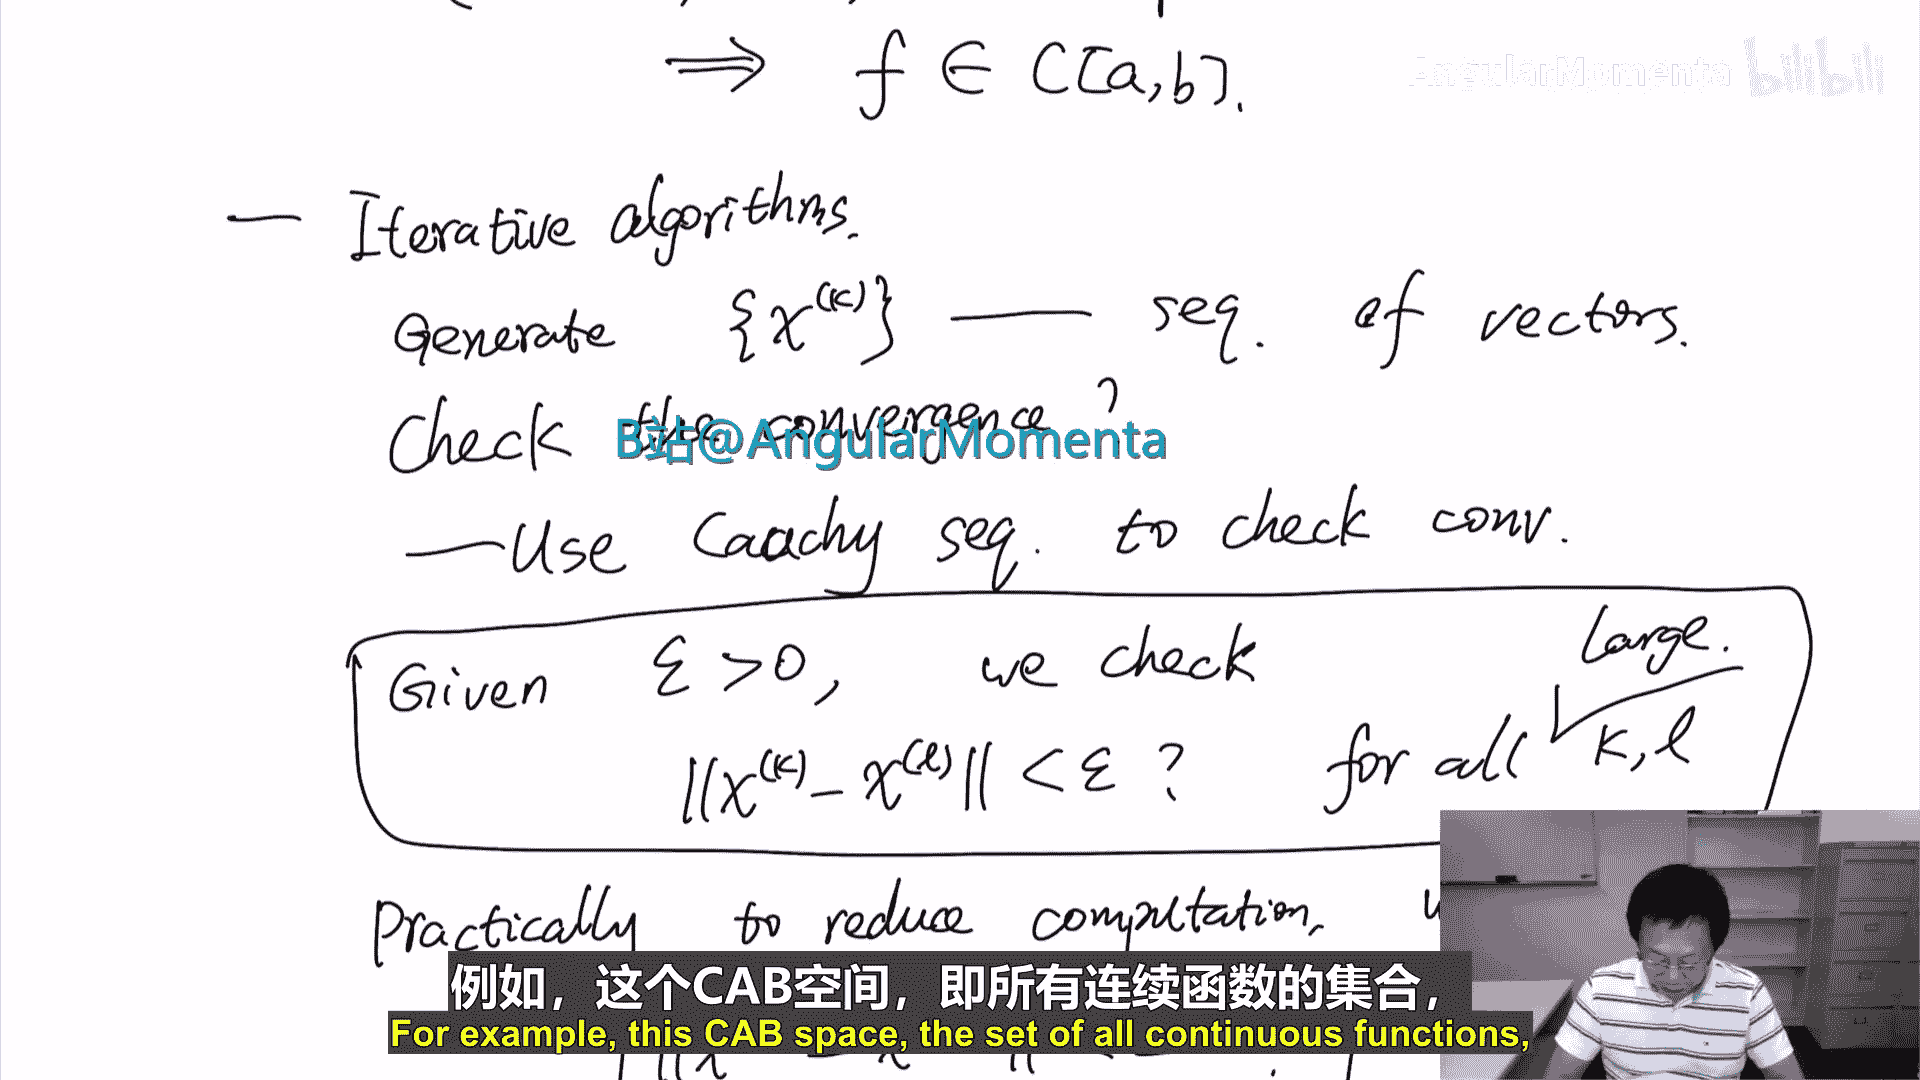 ⟹ f ∈ C[a,b].
AngularMomenta bilibili
— Iterative algorithms.
Generate {x^(k)} — seq. of vectors.
Check the convergence?
B站@AngularMomenta
— Use Caachy seq. to check conv.
Large.
Given ε > 0, we check
||x^(k) - x^(l)|| < ε ? for all k, l
Practically to reduce computation,
例如，这个CAB空间，即所有连续函数的集合，
For example, this CAB space, the set of all continuous functions,